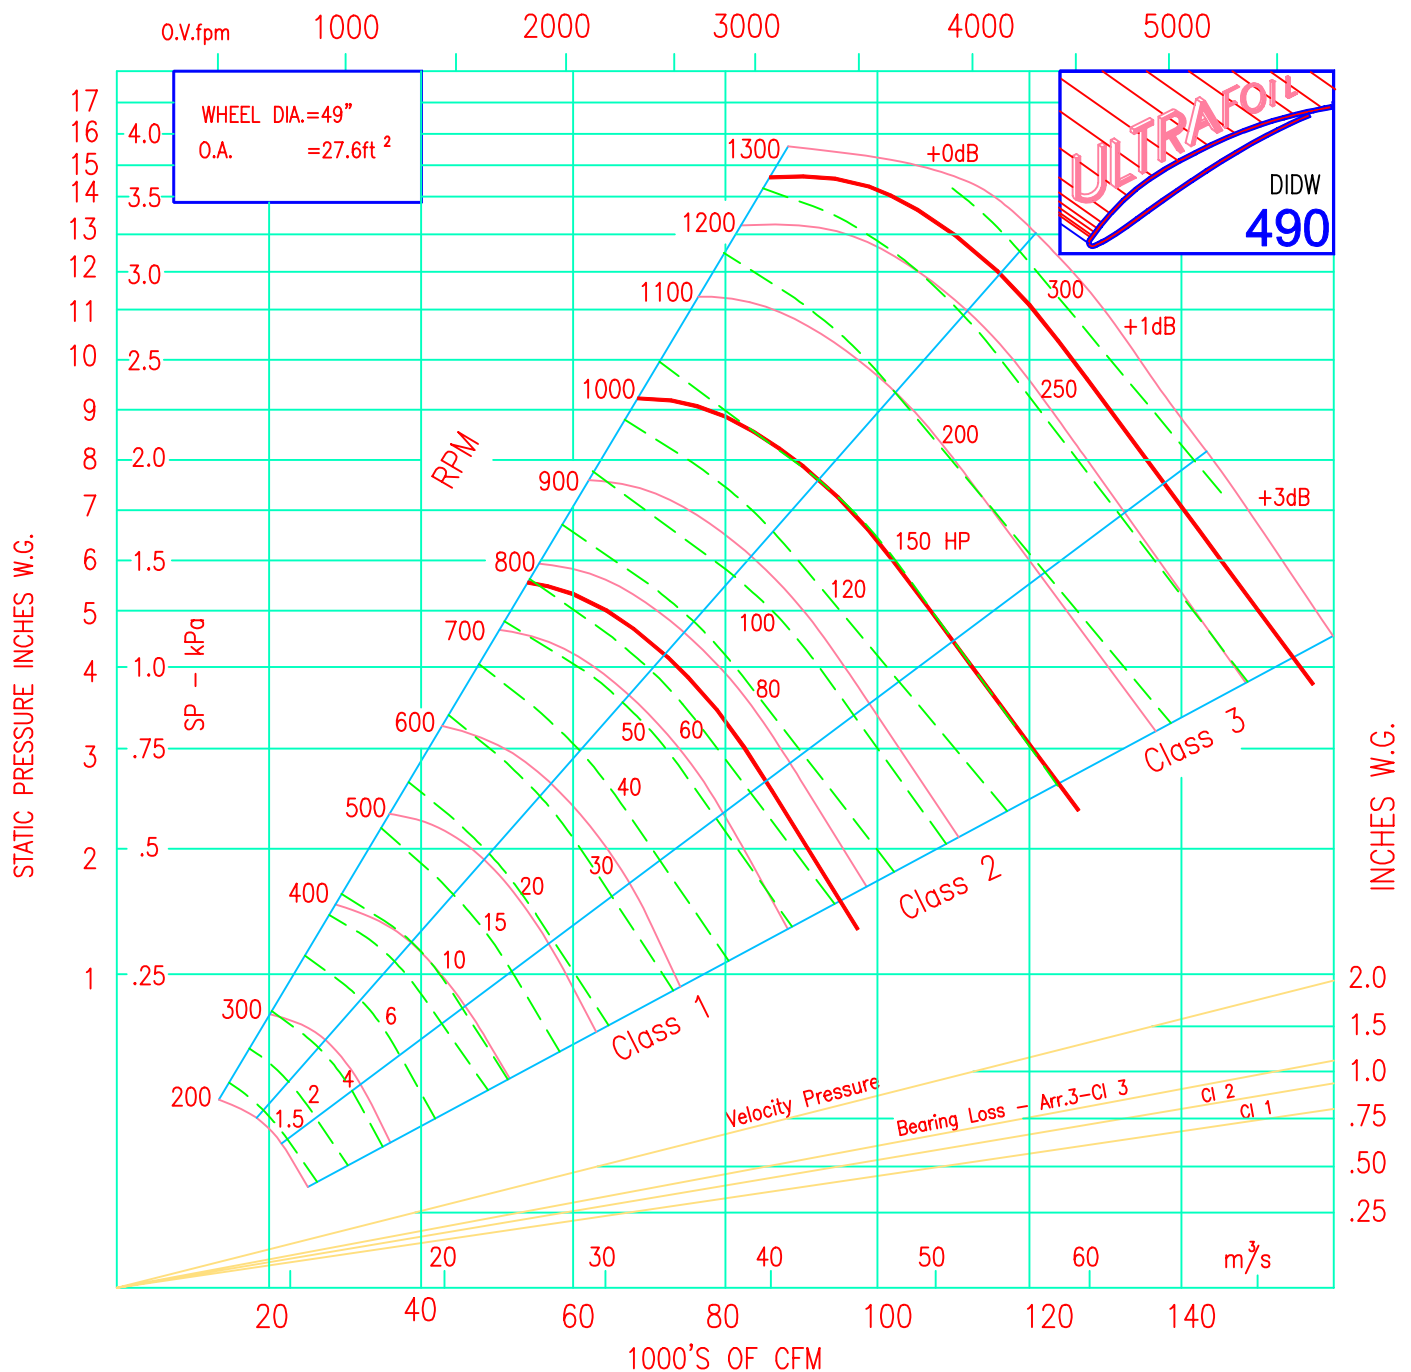 O.V.fpm 1000 2000 3000 4000 5000
WHEEL DIA.=49"
O.A. =27.6ft 2
ULTRAFOIL
DIDW
490
17
16
15
14
13
12
11
10
9
8
7
6
5
4
3
2
1
4.0
3.5
3.0
2.5
2.0
1.5
1.0
.75
.5
.25
STATIC PRESSURE INCHES W.G.
SP - kPa
RPM
1300
1200
1100
1000
900
800
700
600
500
400
300
200
+0dB
+1dB
+3dB
300
250
200
150 HP
120
100
80
60
50
40
30
20
15
10
6
4
2
1.5
Class 3
Class 2
Class 1
INCHES W.G.
2.0
1.5
1.0
.75
.50
.25
Velocity Pressure
Bearing Loss - Arr.3-Cl 3
Cl 2
Cl 1
20 30 40 50 60 m³/s
20 40 60 80 100 120 140
1000'S OF CFM